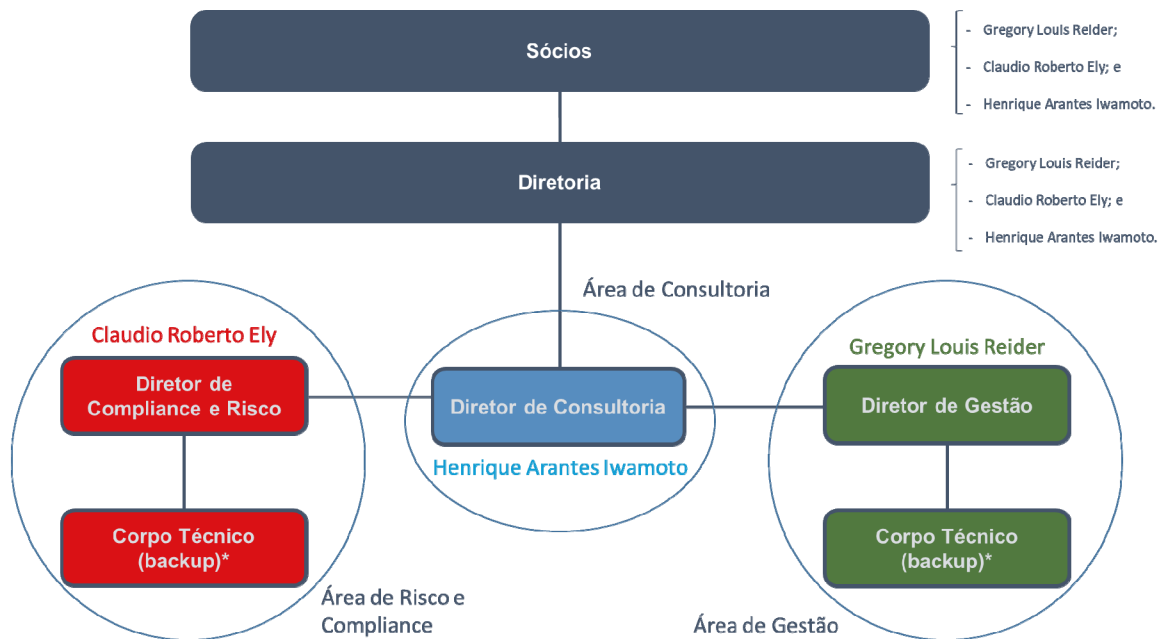 Sócios
- Gregory Louis Reider;
- Claudio Roberto Ely; e
- Henrique Arantes Iwamoto.
Diretoria
- Gregory Louis Reider;
- Claudio Roberto Ely; e
- Henrique Arantes Iwamoto.
Área de Consultoria
Claudio Roberto Ely
Diretor de
Compliance e Risco
Corpo Técnico
(backup)*
Área de Risco e
Compliance
Diretor de Consultoria
Henrique Arantes Iwamoto
Gregory Louis Reider
Diretor de Gestão
Corpo Técnico
(backup)*
Área de Gestão